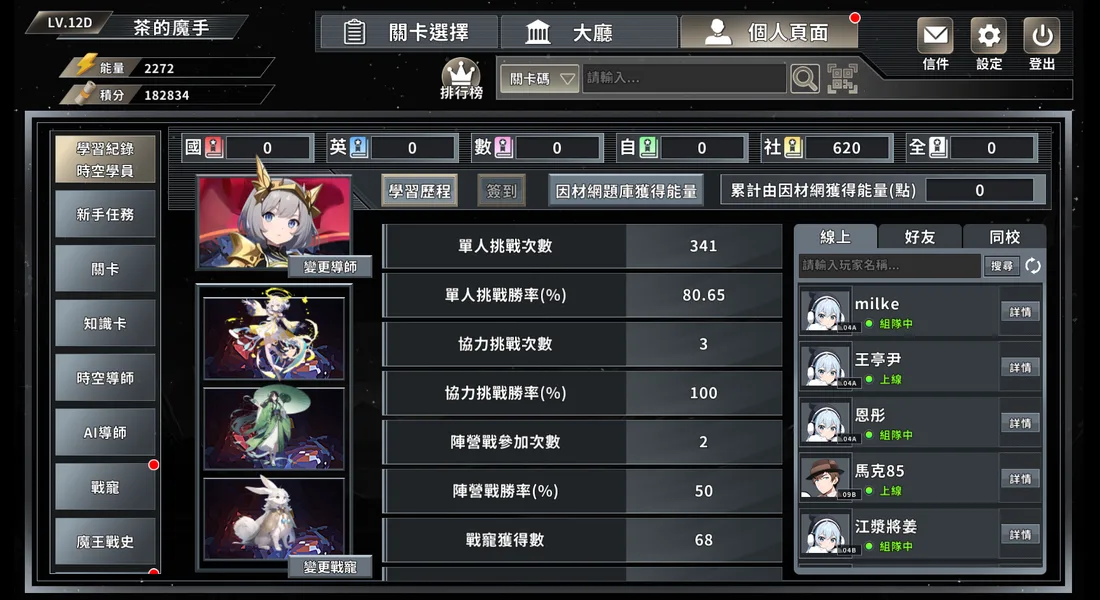 LV.12D
茶的魔手
關卡選擇
大廳
個人頁面
信件
設定
登出
能量 2272
積分 182834
排行榜
關卡碼
請輸入...
學習紀錄
時空學員
新手任務
關卡
知識卡
時空導師
AI導師
戰寵
魔王戰史
國 0
英 0
數 0
自 0
社 620
全 0
學習歷程
簽到
因材網題庫獲得能量
累計由因材網獲得能量(點) 0
變更導師
變更戰寵
單人挑戰次數 341
單人挑戰勝率(%) 80.65
協力挑戰次數 3
協力挑戰勝率(%) 100
陣營戰參加次數 2
陣營戰勝率(%) 50
戰寵獲得數 68
線上
好友
同校
請輸入玩家名稱...
搜尋
milke
組隊中
04A
詳情
王亭尹
上線
04A
詳情
恩彤
組隊中
04A
詳情
馬克85
上線
09B
詳情
江漿將姜
組隊中
04B
詳情